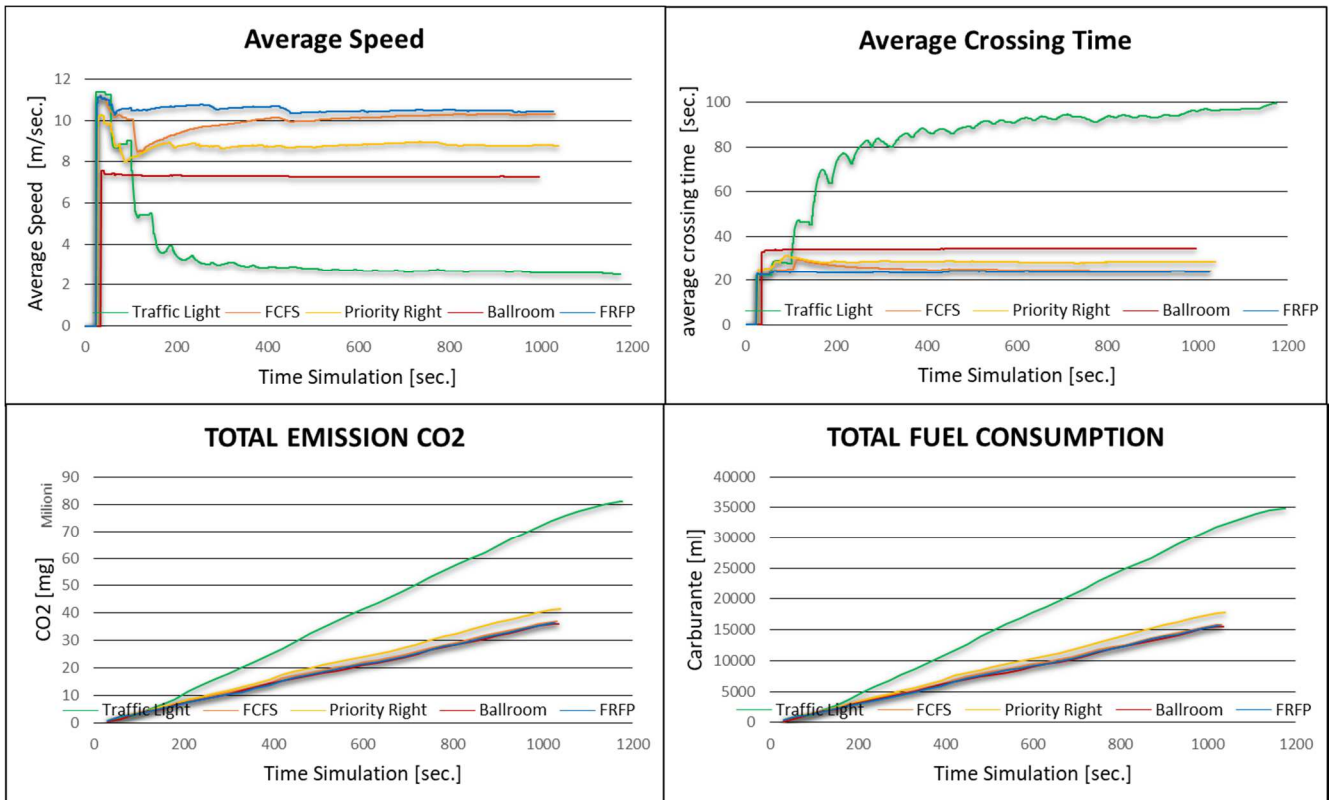 Average Speed
Average Speed [m/sec.]
12
10
8
6
4
2
0
Traffic Light FCFS Priority Right Ballroom FRFP
0 200 400 600 800 1000 1200
Time Simulation [sec.]
Average Crossing Time
average crossing time [sec.]
100
80
60
40
20
0
Traffic Light FCFS Priority Right Ballroom FRFP
0 200 400 600 800 1000 1200
Time Simulation [sec.]
TOTAL EMISSION CO2
Milioni
CO2 [mg]
90
80
70
60
50
40
30
20
10
0
Traffic Light FCFS Priority Right Ballroom FRFP
0 200 400 600 800 1000 1200
Time Simulation [sec.]
TOTAL FUEL CONSUMPTION
Carburante [ml]
40000
35000
30000
25000
20000
15000
10000
5000
0
Traffic Light FCFS Priority Right Ballroom FRFP
0 200 400 600 800 1000 1200
Time Simulation [sec.]